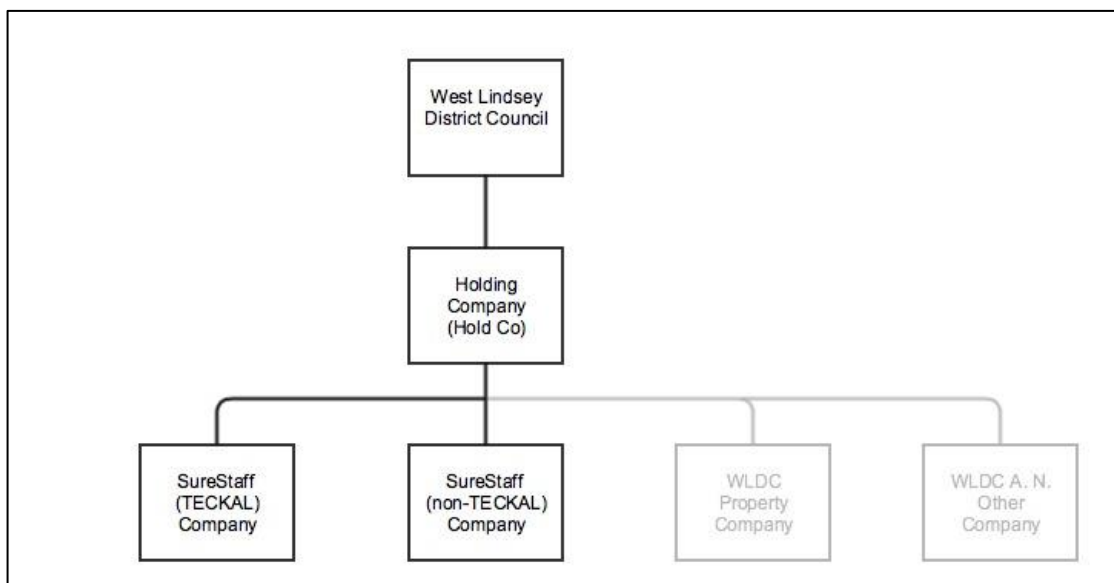 West Lindsey
District Council
Holding
Company
(Hold Co)
SureStaff
(TECKAL)
Company
SureStaff
(non-TECKAL)
Company
WLDC
Property
Company
WLDC A. N.
Other
Company